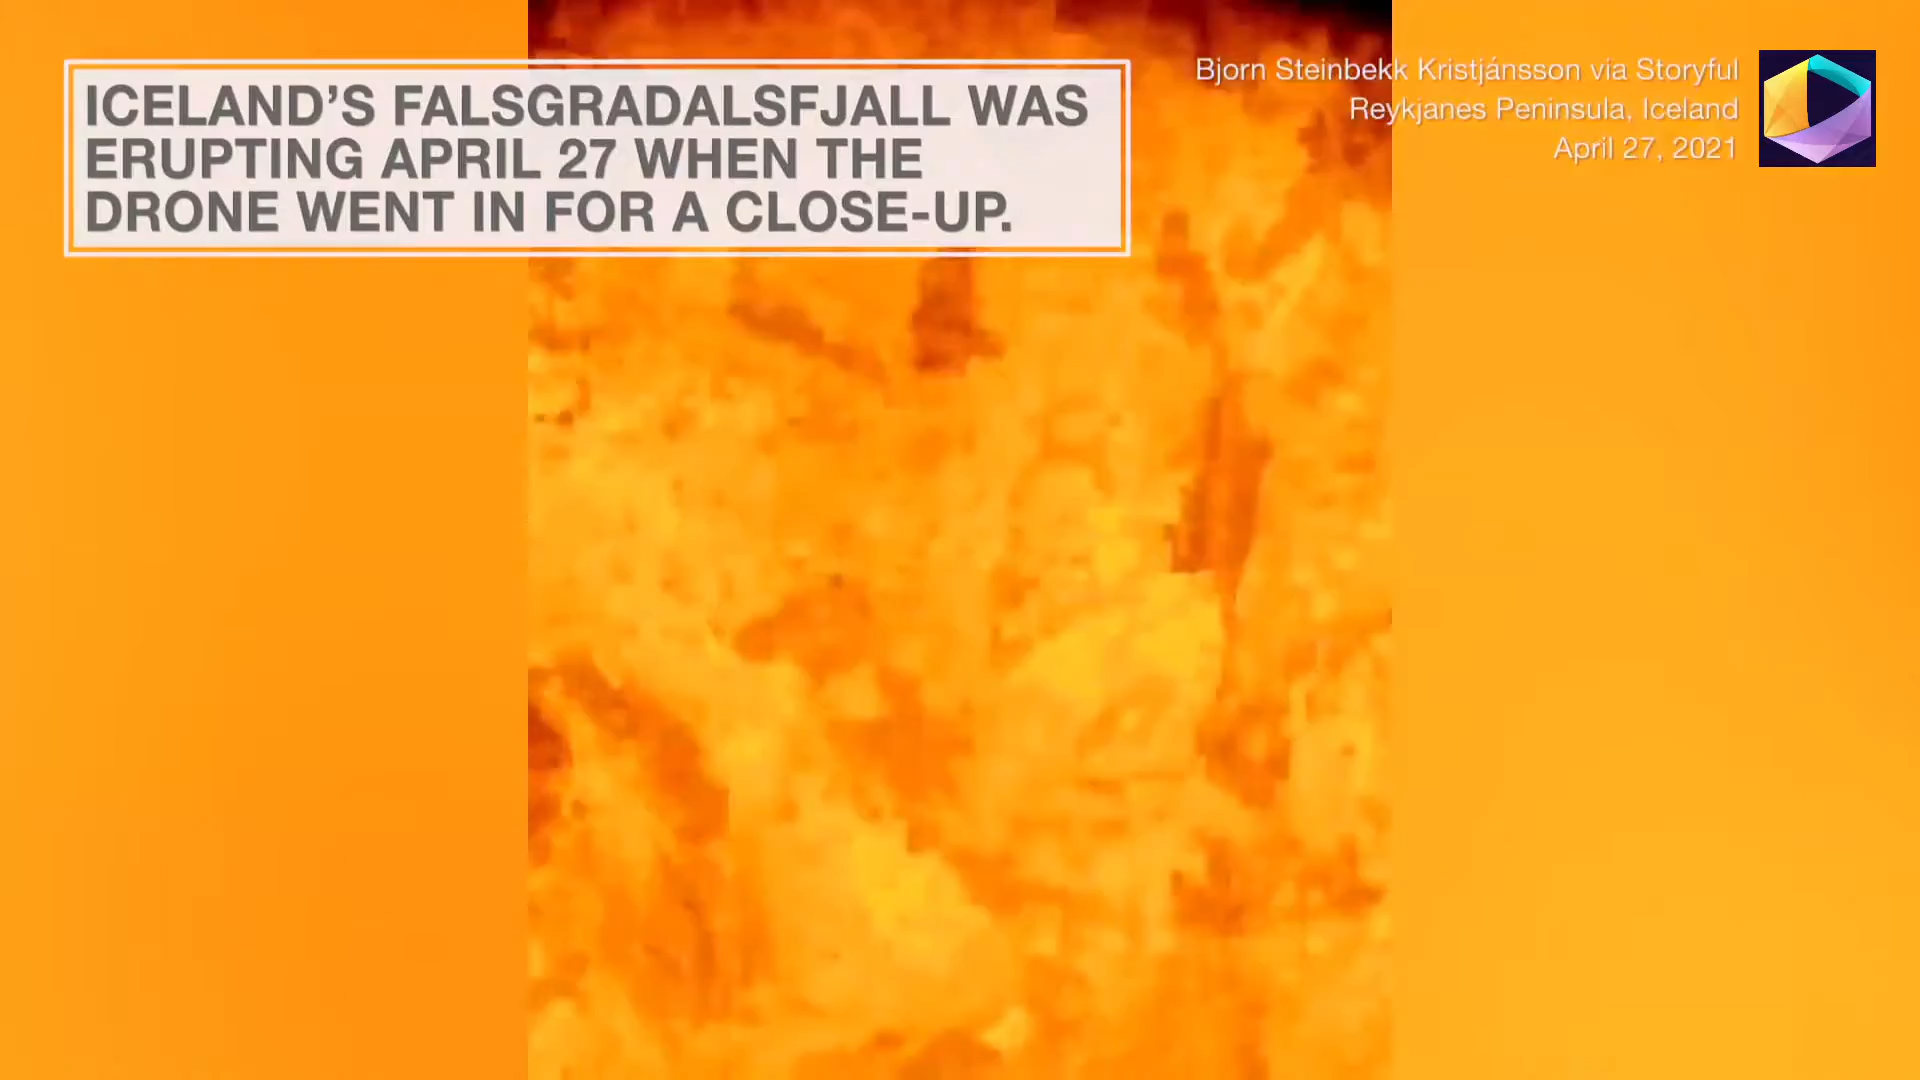 ICELAND'S FALSGRADALSFJALL WAS
ERUPTING APRIL 27 WHEN THE
DRONE WENT IN FOR A CLOSE-UP.
Bjorn Steinbekk Kristjánsson via Storyful
Reykjanes Peninsula, Iceland
April 27, 2021